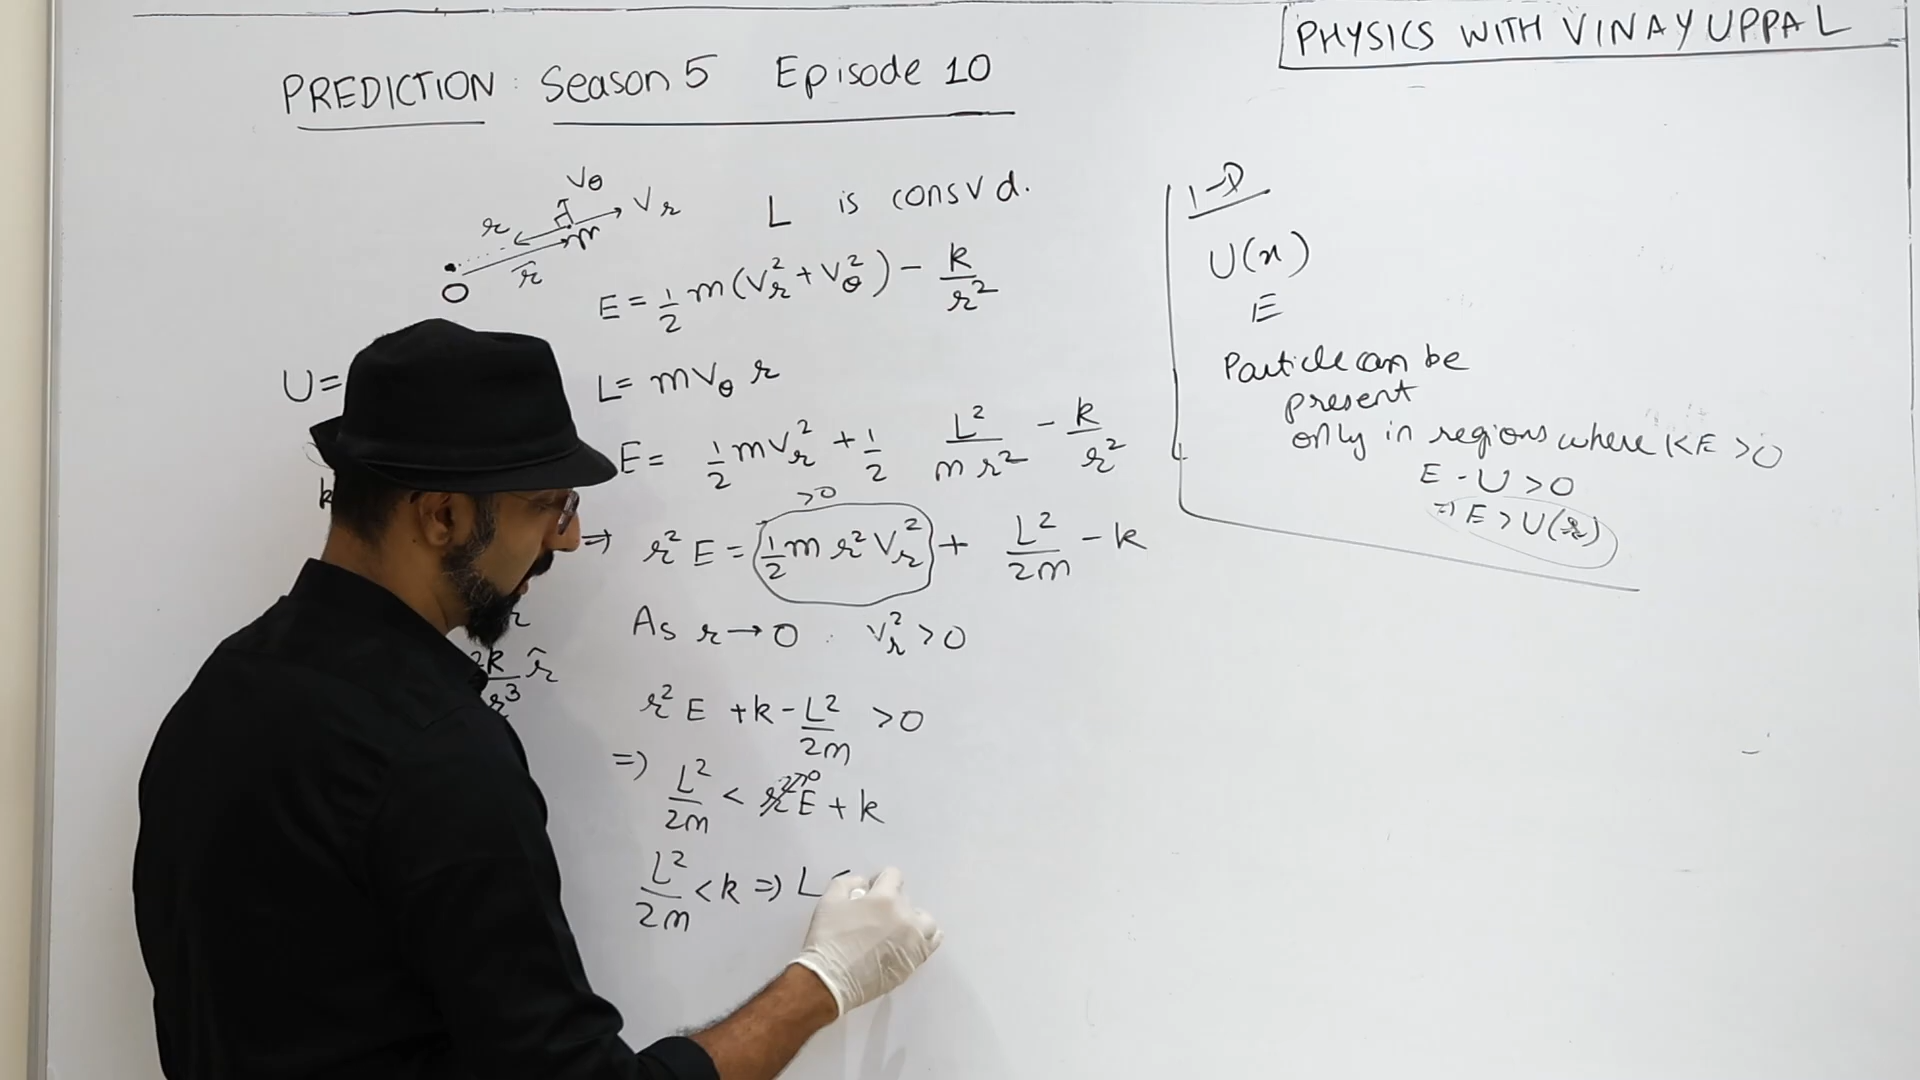 PHYSICS WITH VINAY UPPAL
PREDICTION : Season 5 Episode 10
Vθ
Vr
r
m
r̂
O
L is consvd.
E = 1/2 m(Vr² + Vθ²) - k/r²
U=
L = mVθ r
k
E = 1/2 mVr² + 1/2 L²/mr² - k/r²
>0
⇒ r²E = 1/2 m r² Vr² + L²/2m - k
As r → 0 : Vr² > 0
2k/r³ r̂
r²E + k - L²/2m > 0
⇒ L²/2m < r²E + k
→0
L²/2m < k ⇒ L <
1-D
U(x)
E
Particle can be
present
only in regions where KE > 0
E - U > 0
⇒ E > U(x)